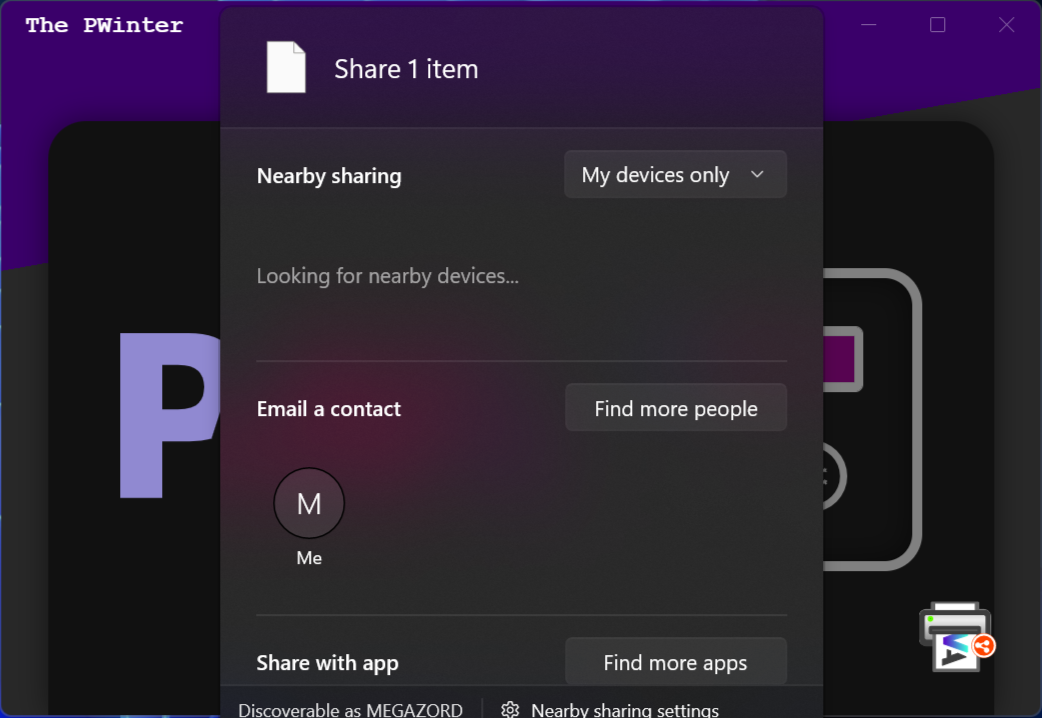 The PWinter
Share 1 item
Nearby sharing
My devices only
Looking for nearby devices...
P
Email a contact
Find more people
M
Me
Share with app
Find more apps
Discoverable as MEGAZORD
Nearby sharing settings